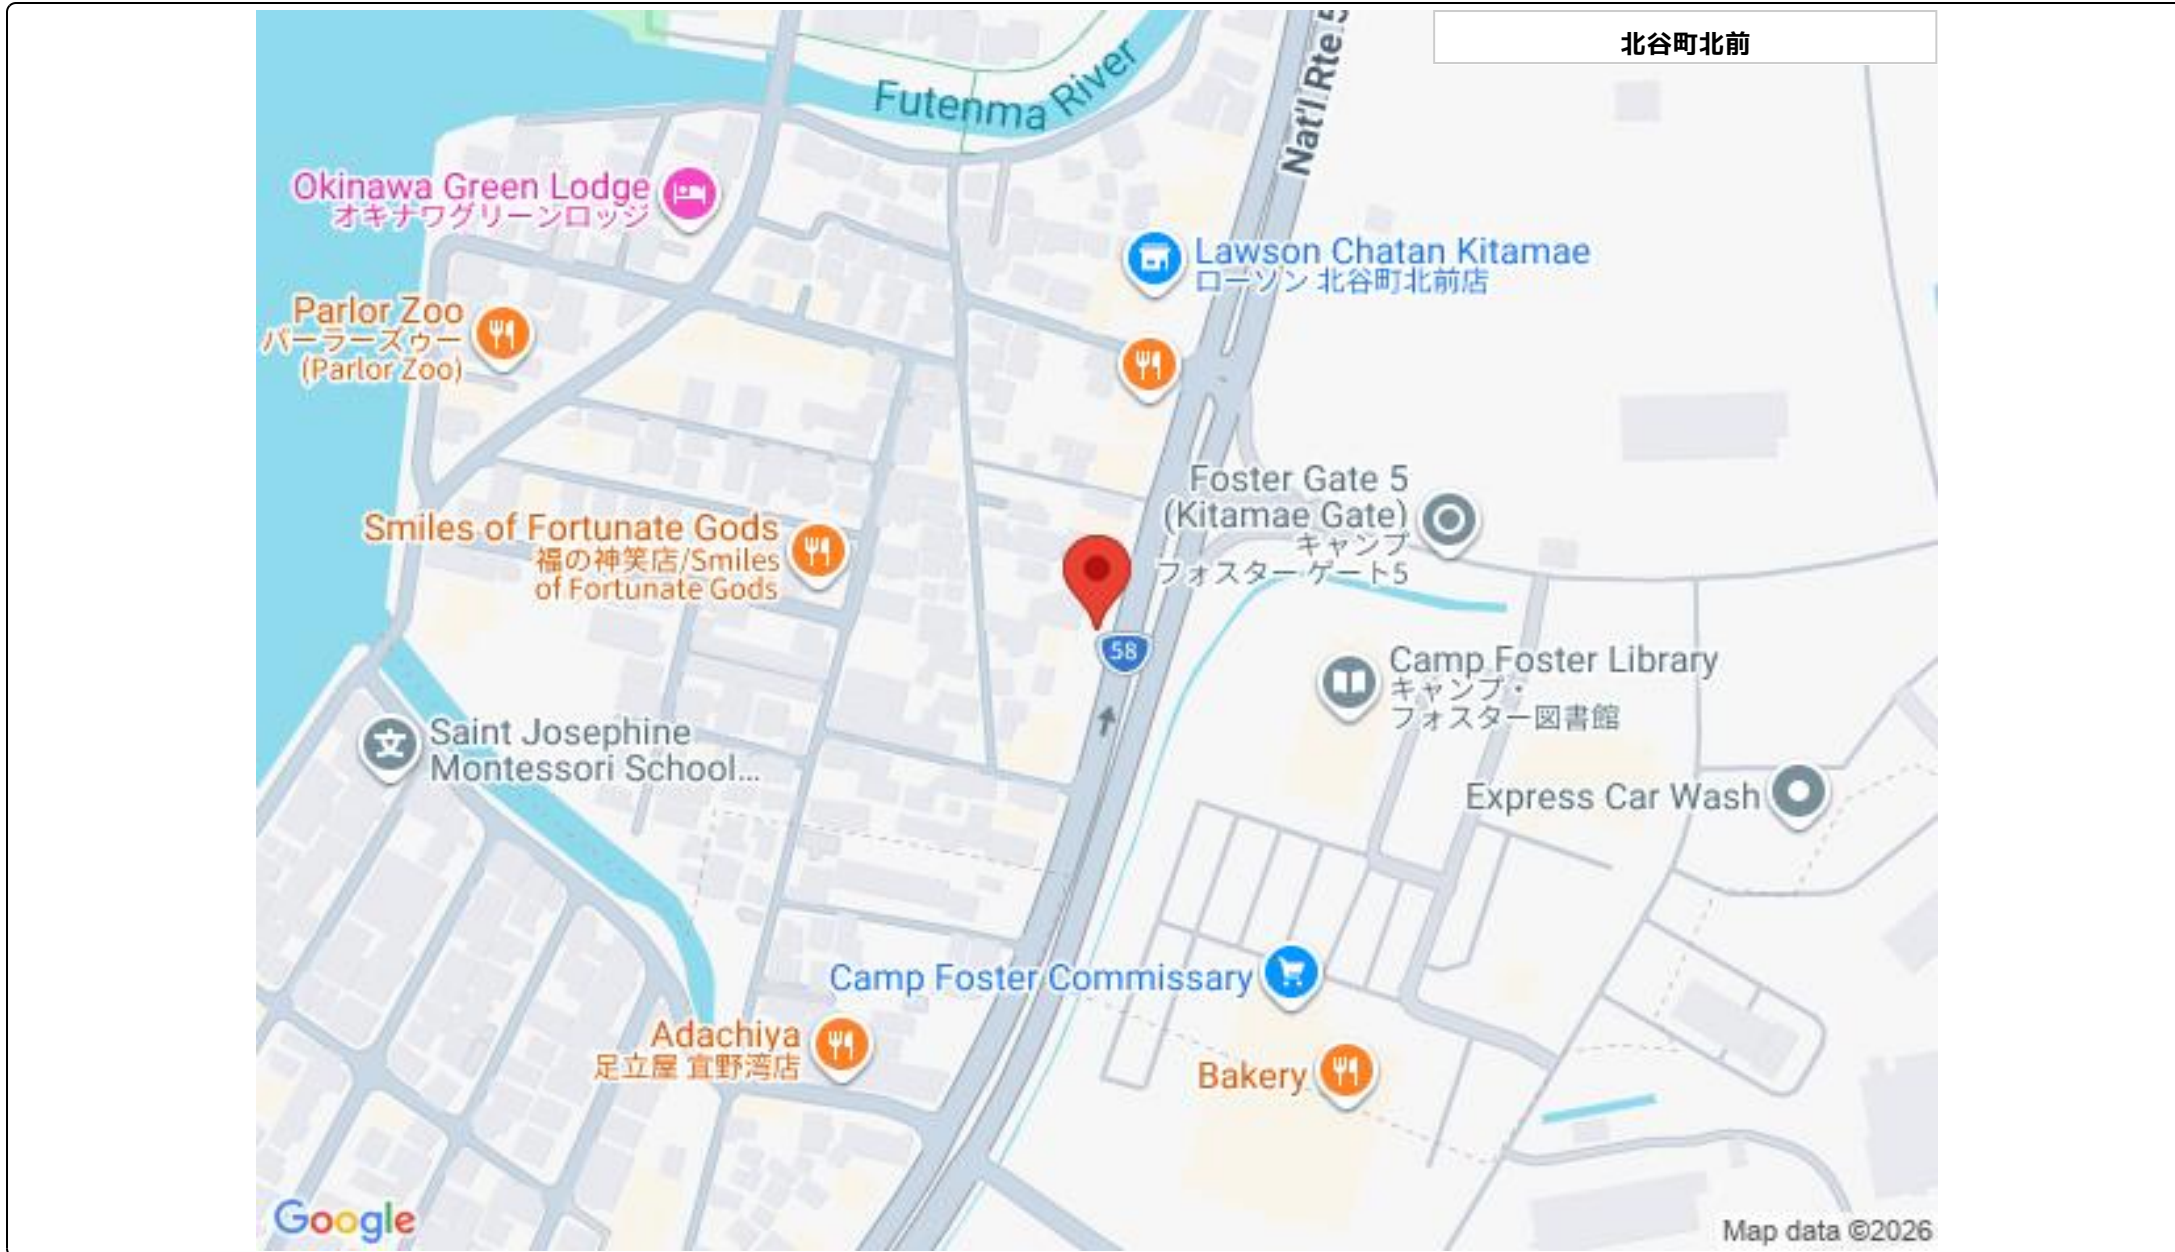 北谷町北前
Nat'l Rte 5
Futenma River
Okinawa Green Lodge
オキナワグリーンロッジ
Lawson Chatan Kitamae
ローソン 北谷町北前店
Parlor Zoo
パーラーズゥー
(Parlor Zoo)
Foster Gate 5
(Kitamae Gate)
キャンプ
フォスター ゲート5
Smiles of Fortunate Gods
福の神笑店/Smiles
of Fortunate Gods
58
Camp Foster Library
キャンプ・
フォスター図書館
Saint Josephine
Montessori School...
文
Express Car Wash
Camp Foster Commissary
Adachiya
足立屋 宜野湾店
Bakery
Google
Map data ©2026